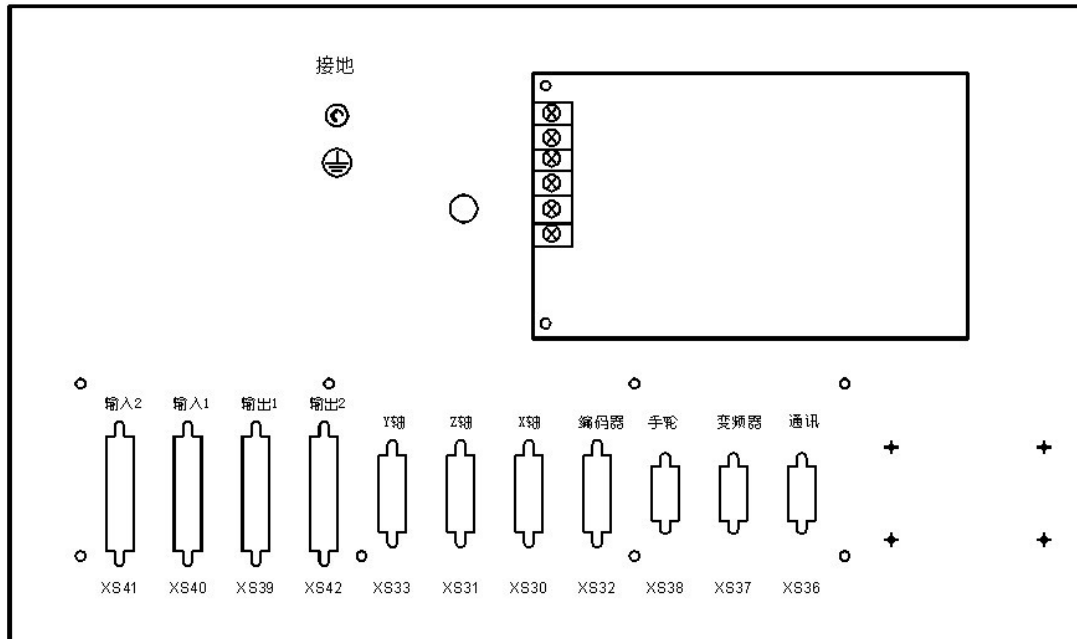 接地
输入2 输入1 输出1 输出2 Y轴 Z轴 X轴 编码器 手轮 变频器 通讯
XS41 XS40 XS39 XS42 XS33 XS31 XS30 XS32 XS38 XS37 XS36